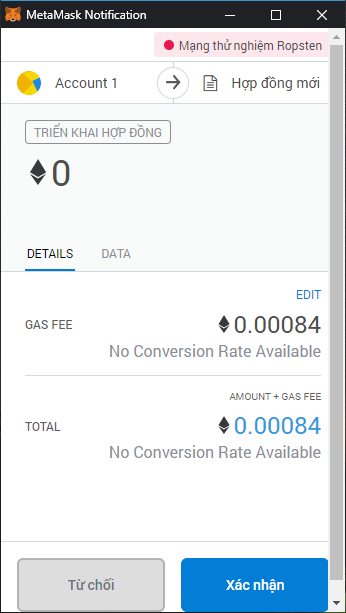 MetaMask Notification
Mạng thử nghiệm Ropsten
Account 1
Hợp đồng mới
TRIỂN KHAI HỢP ĐỒNG
0
DETAILS DATA
EDIT
GAS FEE 0.00084
No Conversion Rate Available
AMOUNT + GAS FEE
TOTAL 0.00084
No Conversion Rate Available
Từ chối Xác nhận